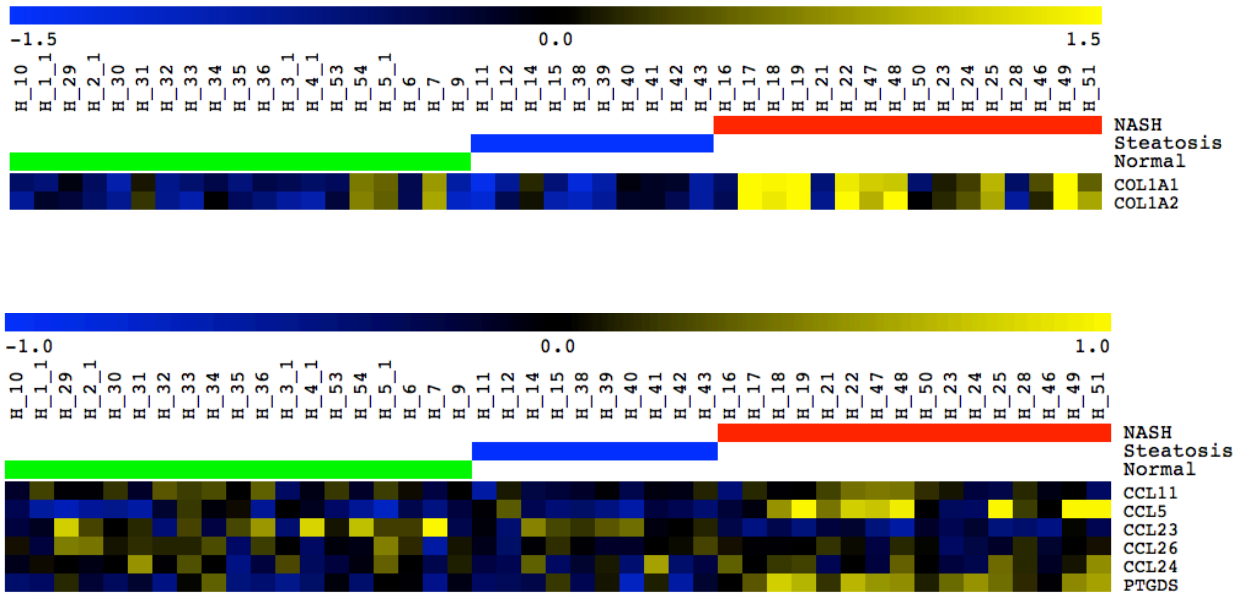 -1.5 0.0 1.5
H_10 H_1_1 H_29 H_2_1 H_30 H_31 H_32 H_33 H_34 H_35 H_36 H_3_1 H_4_1 H_53 H_54 H_5_1 H_6 H_7 H_9 H_11 H_12 H_14 H_15 H_38 H_39 H_40 H_41 H_42 H_43 H_16 H_17 H_18 H_19 H_21 H_22 H_47 H_48 H_50 H_23 H_24 H_25 H_28 H_46 H_49 H_51
NASH
Steatosis
Normal
COL1A1
COL1A2
-1.0 0.0 1.0
H_10 H_1_1 H_29 H_2_1 H_30 H_31 H_32 H_33 H_34 H_35 H_36 H_3_1 H_4_1 H_53 H_54 H_5_1 H_6 H_7 H_9 H_11 H_12 H_14 H_15 H_38 H_39 H_40 H_41 H_42 H_43 H_16 H_17 H_18 H_19 H_21 H_22 H_47 H_48 H_50 H_23 H_24 H_25 H_28 H_46 H_49 H_51
NASH
Steatosis
Normal
CCL11
CCL5
CCL23
CCL26
CCL24
PTGDS